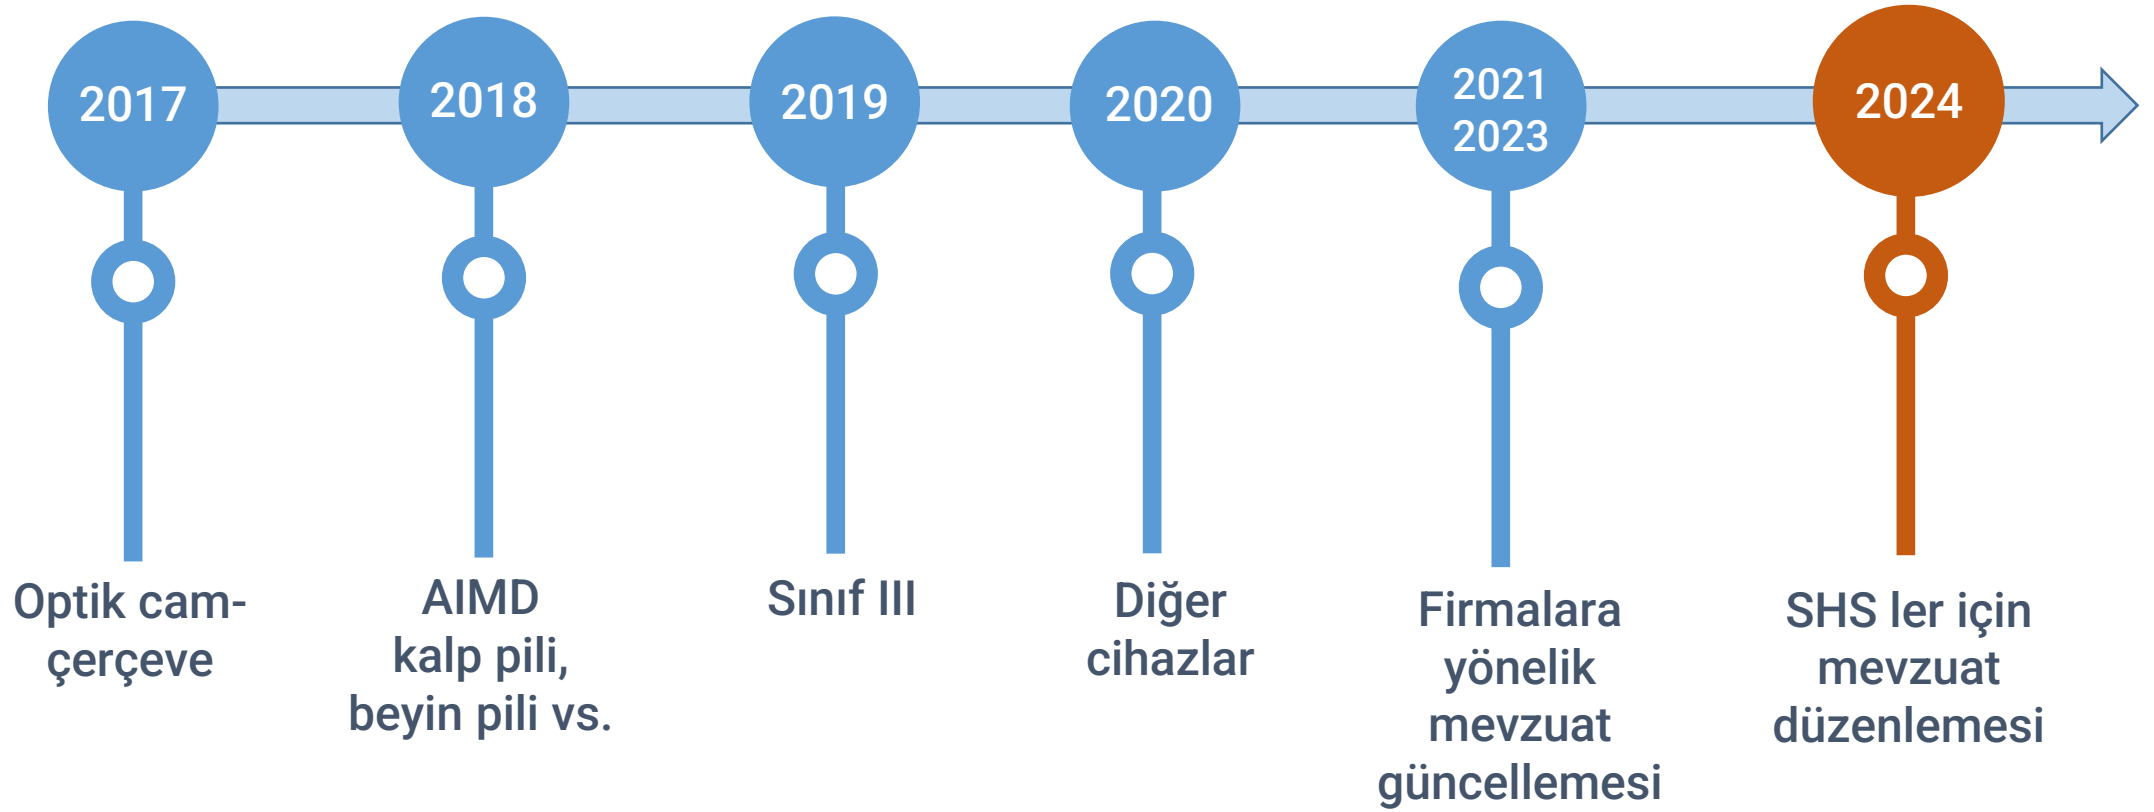 2017
2018
2019
2020
2021
2023
2024
Optik cam-
çerçeve
AIMD
kalp pili,
beyin pili vs.
Sınıf III
Diğer
cihazlar
Firmalara
yönelik
mevzuat
güncellemesi
SHS ler için
mevzuat
düzenlemesi